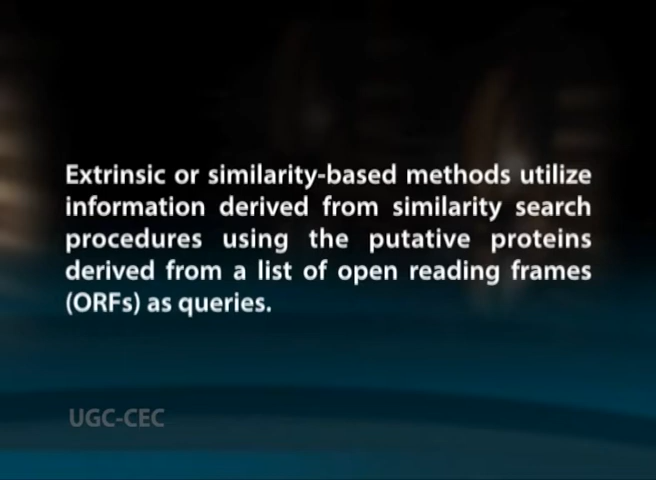 Extrinsic or similarity-based methods utilize
information derived from similarity search
procedures using the putative proteins
derived from a list of open reading frames
(ORFs) as queries.
UGC-CEC